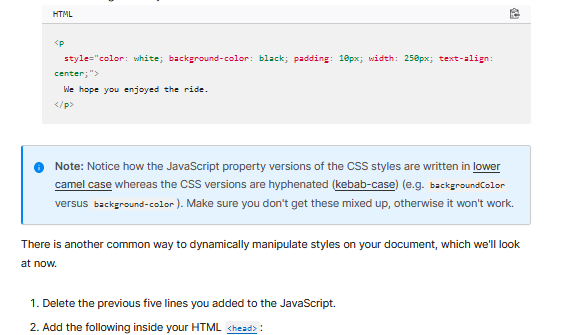 HTML
<p
style="color: white; background-color: black; padding: 10px; width: 250px; text-align:
center;">
We hope you enjoyed the ride.
</p>
Note: Notice how the JavaScript property versions of the CSS styles are written in lower
camel case whereas the CSS versions are hyphenated (kebab-case) (e.g. backgroundColor
versus background-color ). Make sure you don't get these mixed up, otherwise it won't work.
There is another common way to dynamically manipulate styles on your document, which we'll look
at now.
1. Delete the previous five lines you added to the JavaScript.
2. Add the following inside your HTML <head>: